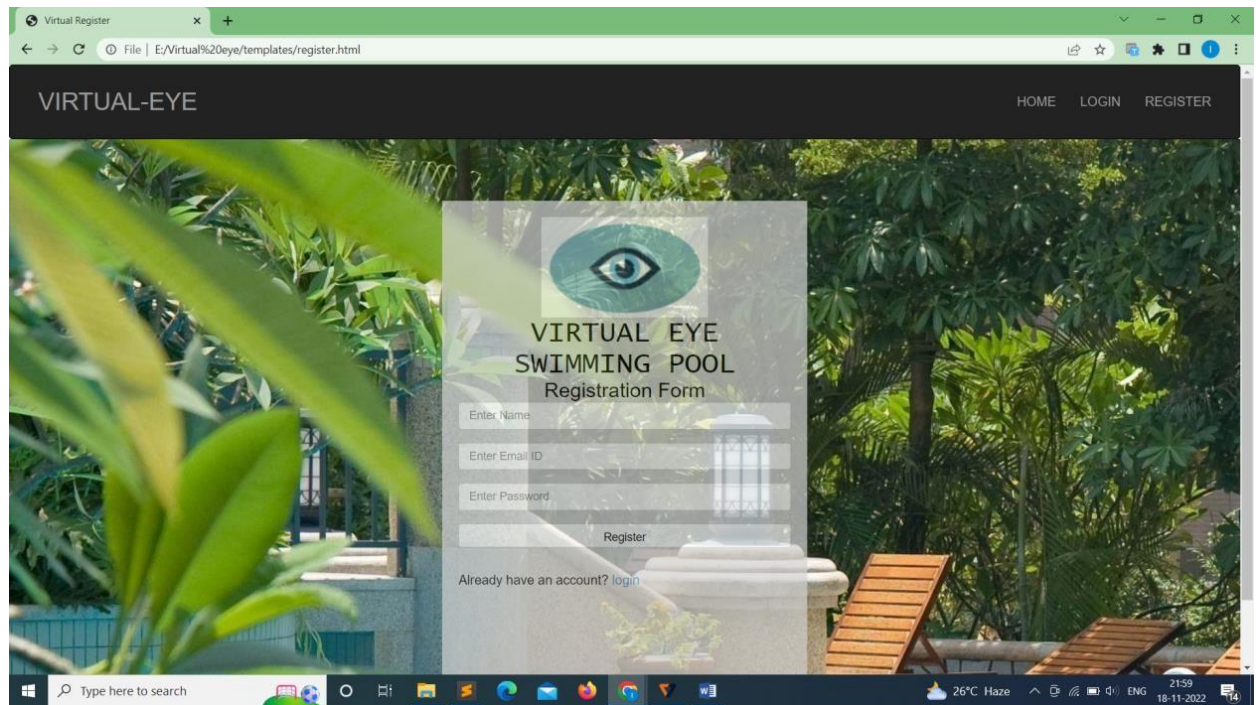 Virtual Register
File | E:/Virtual%20eye/templates/register.html
VIRTUAL-EYE
HOME LOGIN REGISTER
VIRTUAL EYE
SWIMMING POOL
Registration Form
Enter Name
Enter Email ID
Enter Password
Register
Already have an account? login
Type here to search
26°C Haze
ENG
21:59
18-11-2022
14